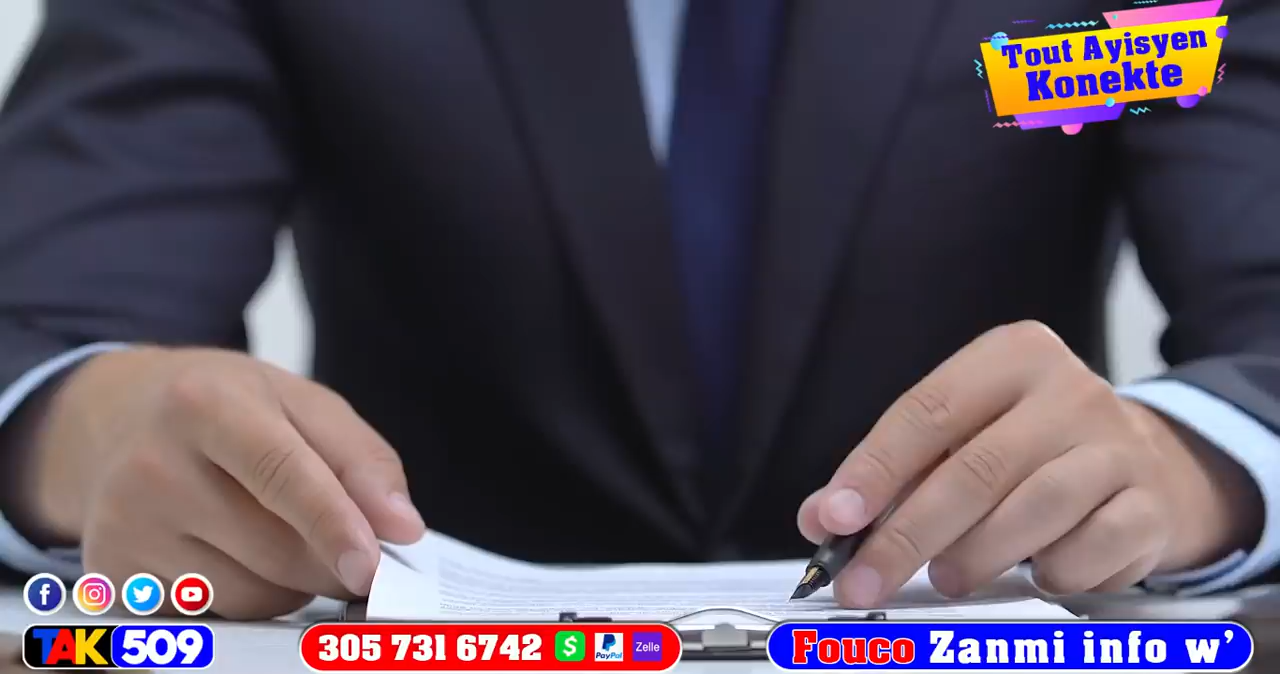 Tout Ayisyen
Konekte
TAK 509
305 731 6742 $ PayPal Zelle
Fouco Zanmi info w’